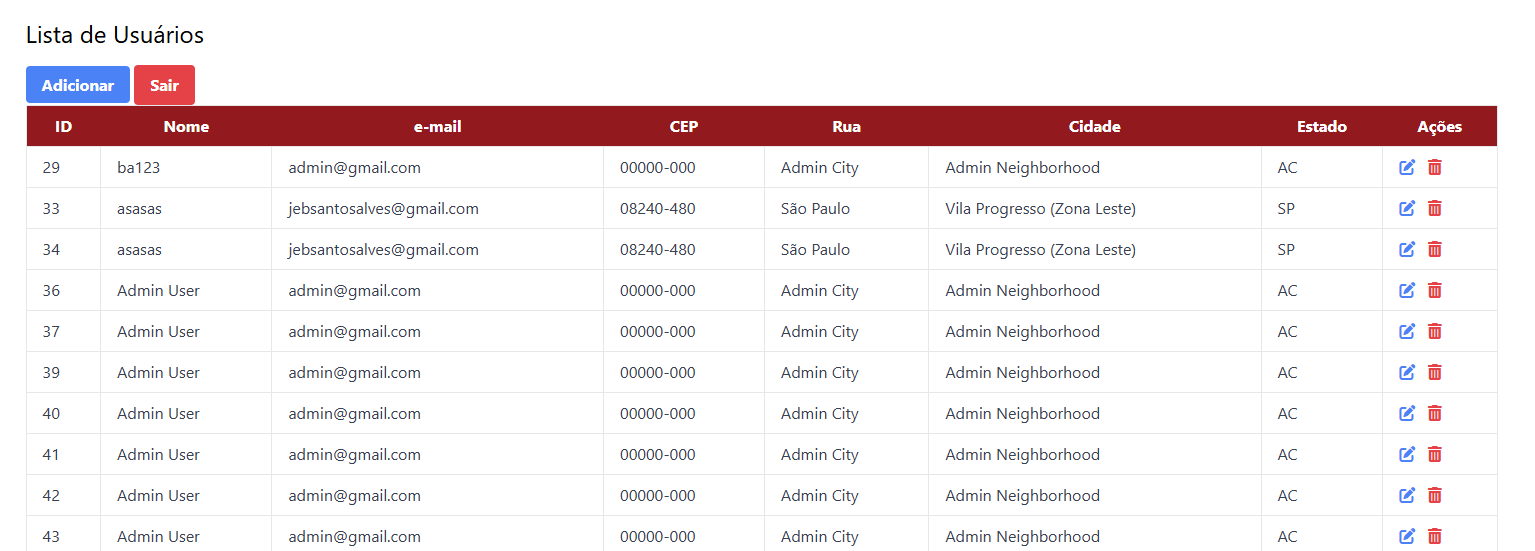 Lista de Usuários
Adicionar Sair
ID Nome e-mail CEP Rua Cidade Estado Ações
29 ba123 admin@gmail.com 00000-000 Admin City Admin Neighborhood AC
33 asasas jebsantosalves@gmail.com 08240-480 São Paulo Vila Progresso (Zona Leste) SP
34 asasas jebsantosalves@gmail.com 08240-480 São Paulo Vila Progresso (Zona Leste) SP
36 Admin User admin@gmail.com 00000-000 Admin City Admin Neighborhood AC
37 Admin User admin@gmail.com 00000-000 Admin City Admin Neighborhood AC
39 Admin User admin@gmail.com 00000-000 Admin City Admin Neighborhood AC
40 Admin User admin@gmail.com 00000-000 Admin City Admin Neighborhood AC
41 Admin User admin@gmail.com 00000-000 Admin City Admin Neighborhood AC
42 Admin User admin@gmail.com 00000-000 Admin City Admin Neighborhood AC
43 Admin User admin@gmail.com 00000-000 Admin City Admin Neighborhood AC